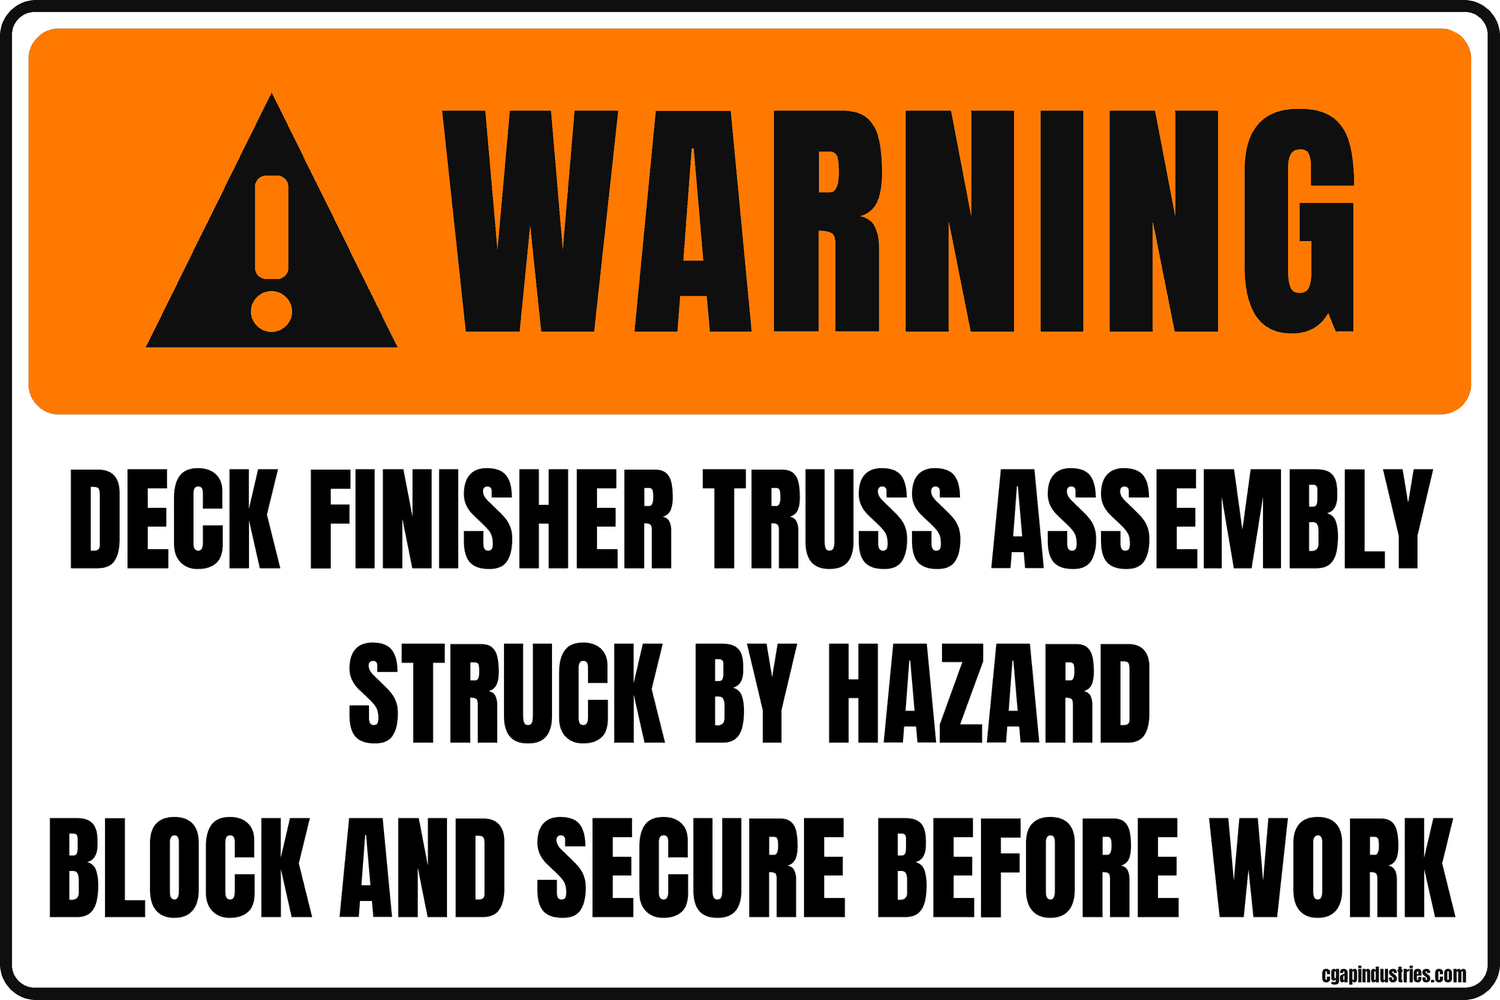 WARNING
DECK FINISHER TRUSS ASSEMBLY
STRUCK BY HAZARD
BLOCK AND SECURE BEFORE WORK
cgapindustries.com